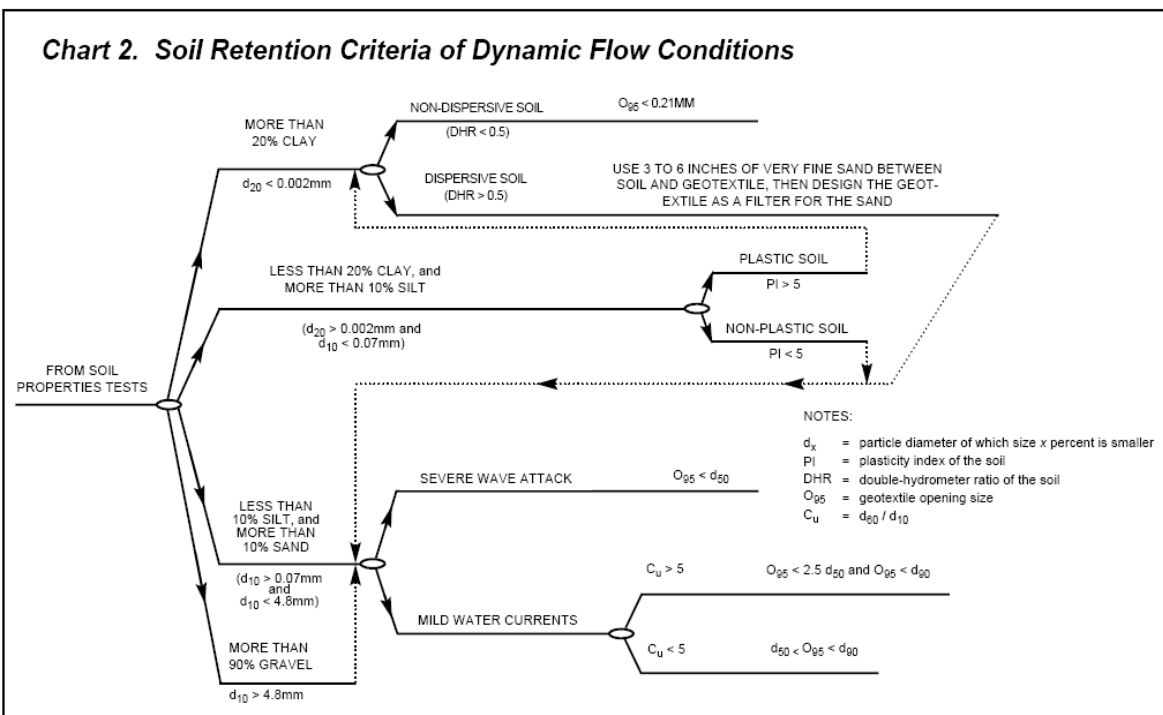 Chart 2. Soil Retention Criteria of Dynamic Flow Conditions
FROM SOIL
PROPERTIES TESTS
MORE THAN
20% CLAY
d20 < 0.002mm
NON-DISPERSIVE SOIL
(DHR < 0.5)
O95 < 0.21MM
DISPERSIVE SOIL
(DHR > 0.5)
USE 3 TO 6 INCHES OF VERY FINE SAND BETWEEN
SOIL AND GEOTEXTILE, THEN DESIGN THE GEOT-
EXTILE AS A FILTER FOR THE SAND
LESS THAN 20% CLAY, and
MORE THAN 10% SILT
(d20 > 0.002mm and
d10 < 0.07mm)
PLASTIC SOIL
PI > 5
NON-PLASTIC SOIL
PI < 5
NOTES:
dx = particle diameter of which size x percent is smaller
PI = plasticity index of the soil
DHR = double-hydrometer ratio of the soil
O95 = geotextile opening size
Cu = d60 / d10
LESS THAN
10% SILT, and
MORE THAN
10% SAND
(d10 > 0.07mm
and
d10 < 4.8mm)
SEVERE WAVE ATTACK
O95 < d50
MILD WATER CURRENTS
Cu > 5
O95 < 2.5 d50 and O95 < d90
Cu < 5
d50 < O95 < d90
MORE THAN
90% GRAVEL
d10 > 4.8mm